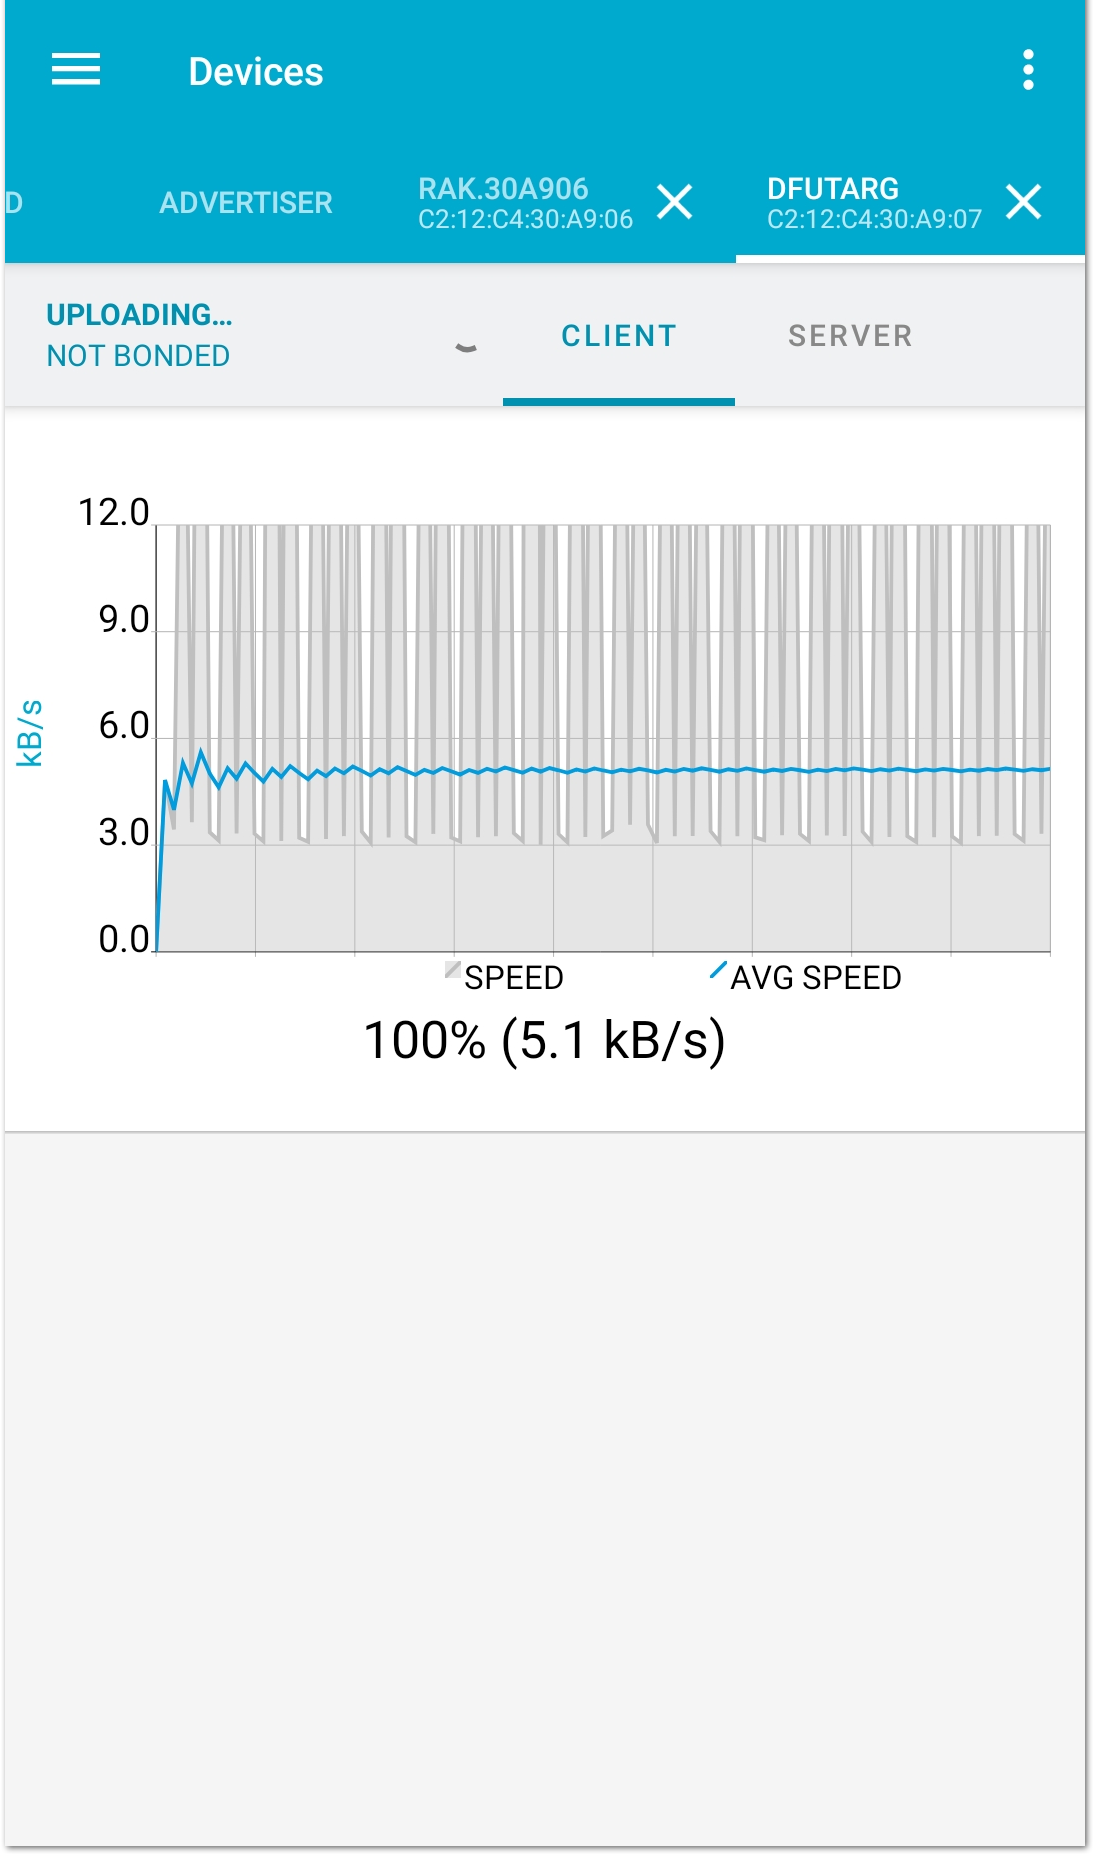 Devices
D
ADVERTISER
RAK.30A906
C2:12:C4:30:A9:06
DFUTARG
C2:12:C4:30:A9:07
UPLOADING...
NOT BONDED
CLIENT
SERVER
12.0
9.0
6.0
3.0
0.0
kB/s
SPEED
AVG SPEED
100% (5.1 kB/s)